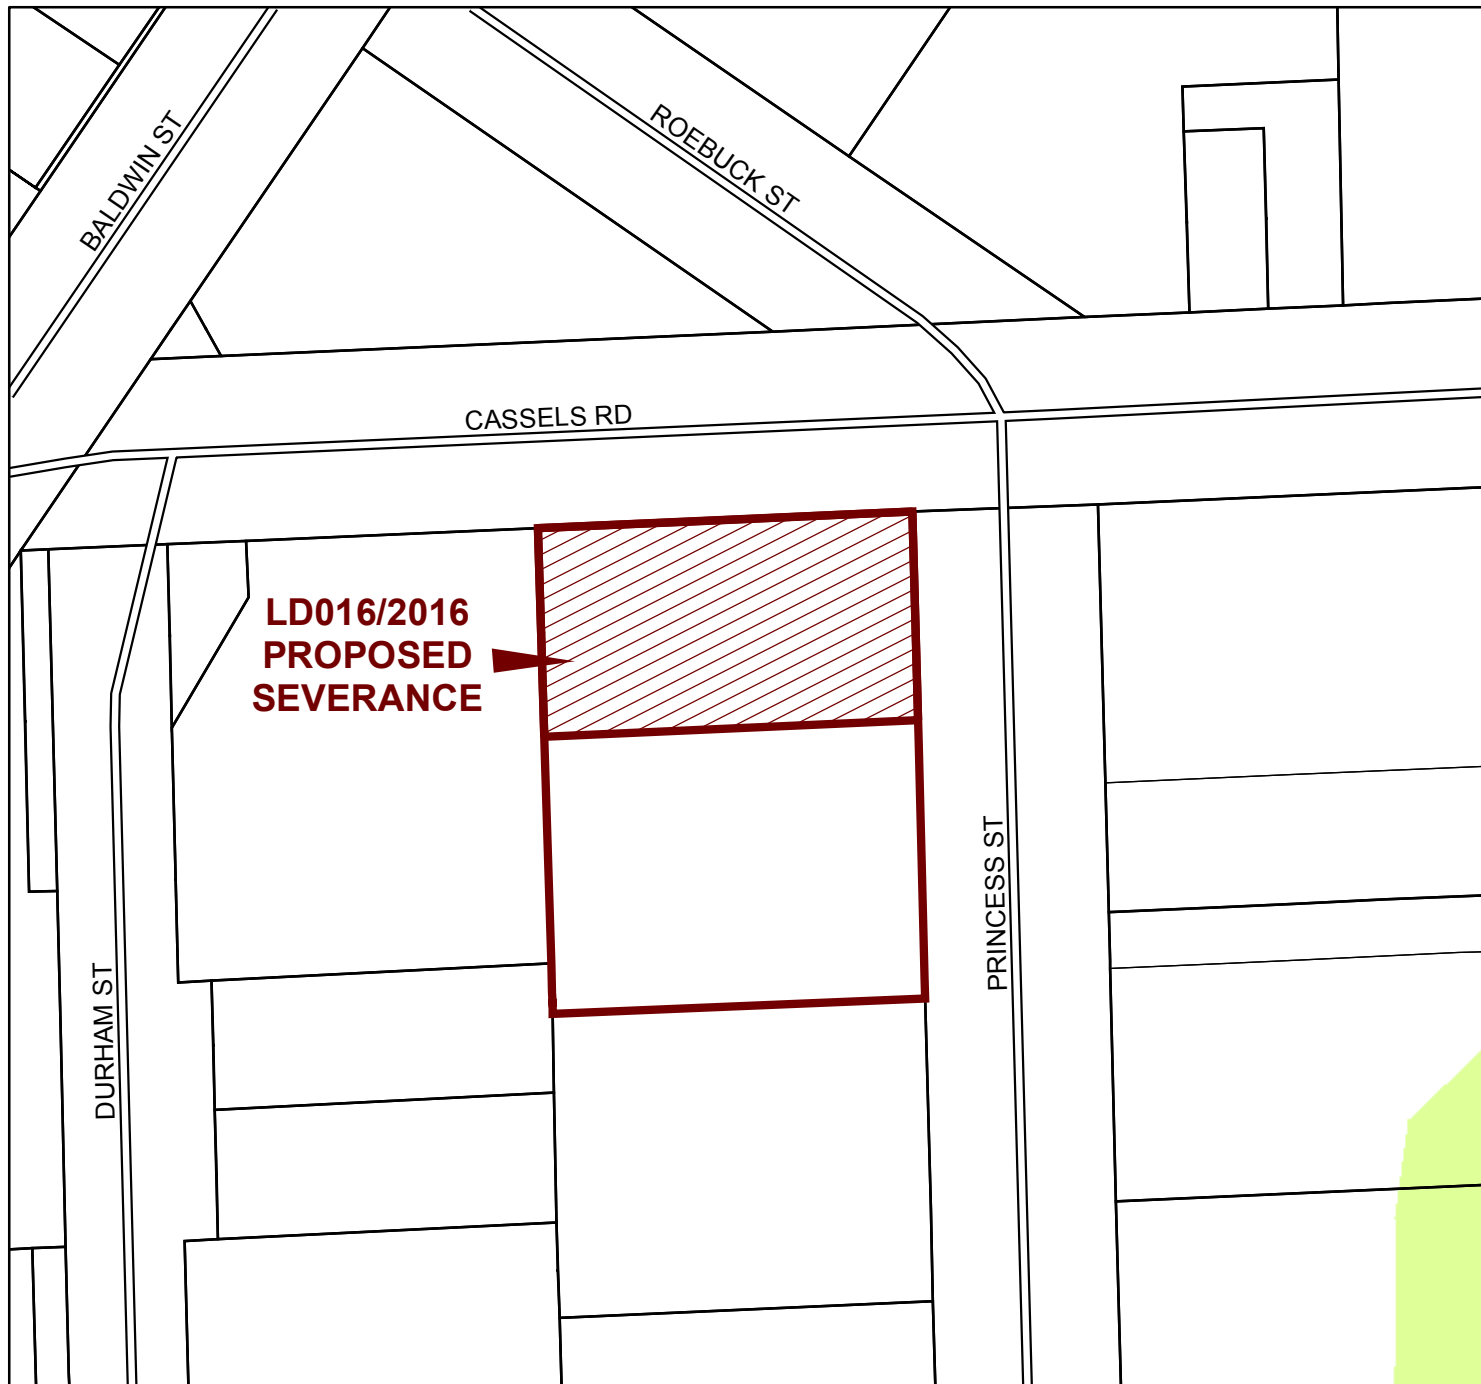 BALDWIN ST
ROEBUCK ST
CASSELS RD
LD016/2016
PROPOSED
SEVERANCE
PRINCESS ST
DURHAM ST